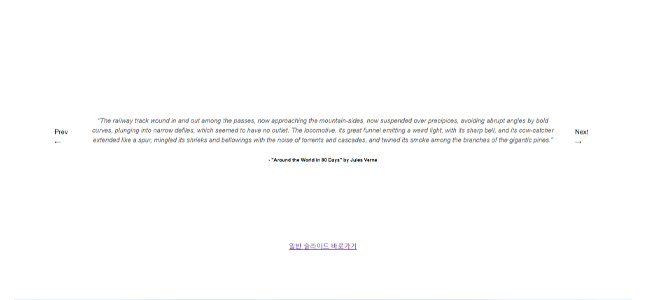 "The railway track wound in and out among the passes, now approaching the mountain-sides, now suspended over precipices, avoiding abrupt angles by bold
Prev
curves, plunging into narrow defiles, which seemed to have no outlet. The locomotive, its great funnel emitting a weird light, with its sharp bell, and its cow-catcher
Next
←
extended like a spur, mingled its shrieks and bellowings with the noise of torrents and cascades, and twined its smoke among the branches of the gigantic pines."
→
- "Around the World in 80 Days" by Jules Verne
일반 슬라이드 바로가기